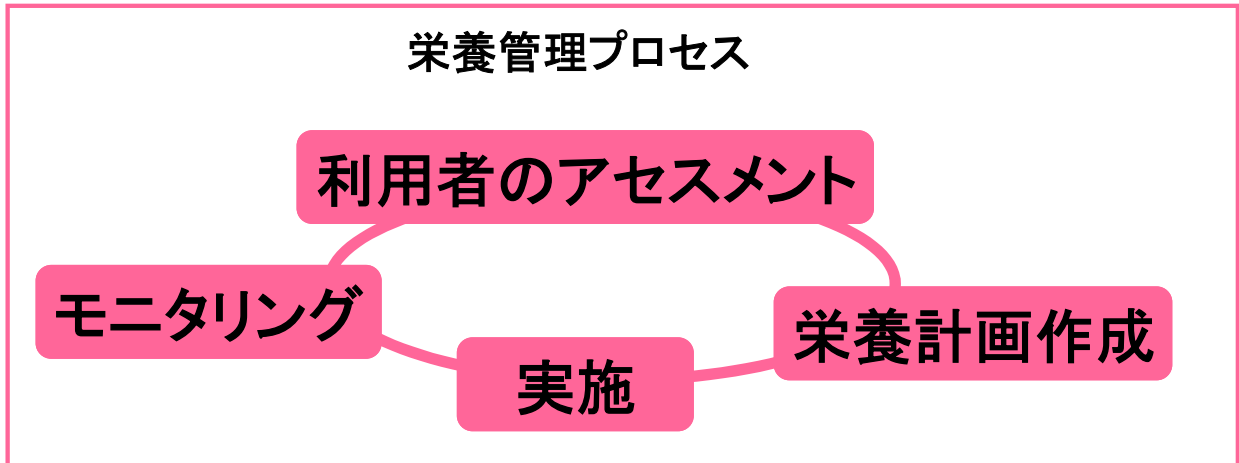 栄養管理プロセス
利用者のアセスメント
モニタリング
栄養計画作成
実施